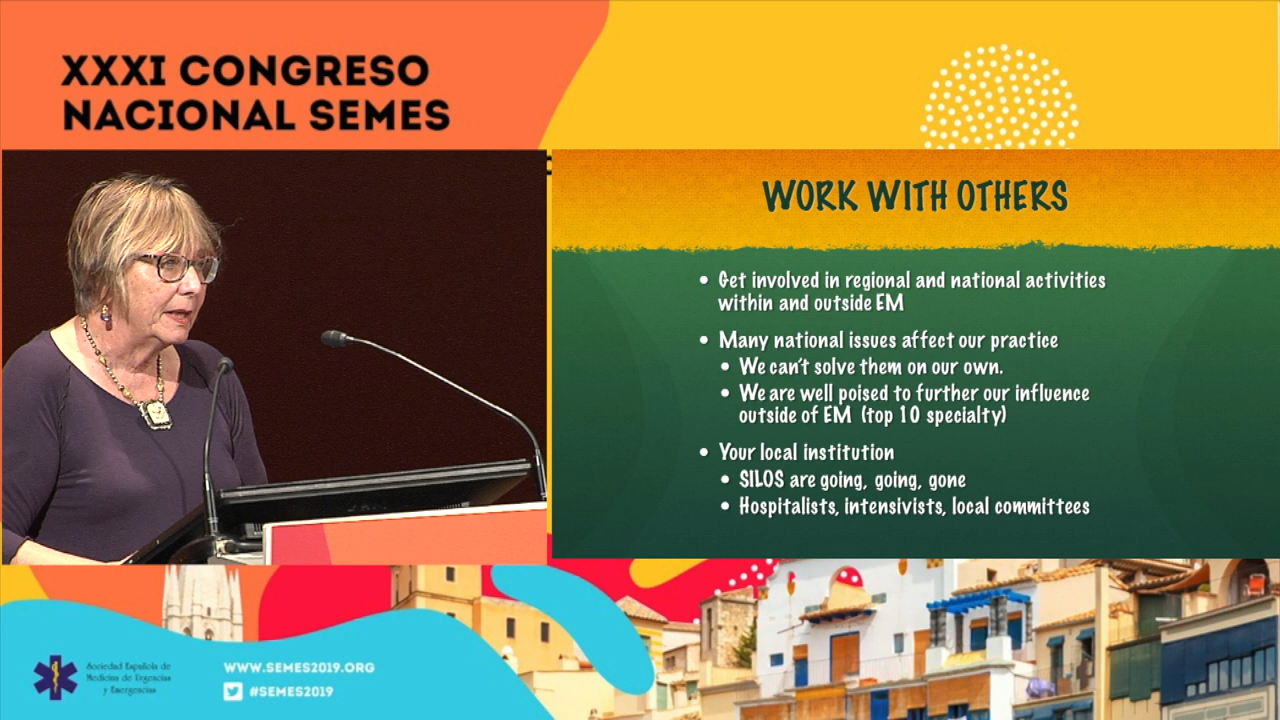 XXXI CONGRESO
NACIONAL SEMES
WORK WITH OTHERS
• Get involved in regional and national activities
within and outside EM
• Many national issues affect our practice
• We can't solve them on our own.
• We are well poised to further our influence
outside of EM (top 10 specialty)
• Your local institution
• SILOS are going, going, gone
• Hospitalists, intensivists, local committees
Sociedad Española de
Medicina de Urgencias
y Emergencias
WWW.SEMES2019.ORG
#SEMES2019